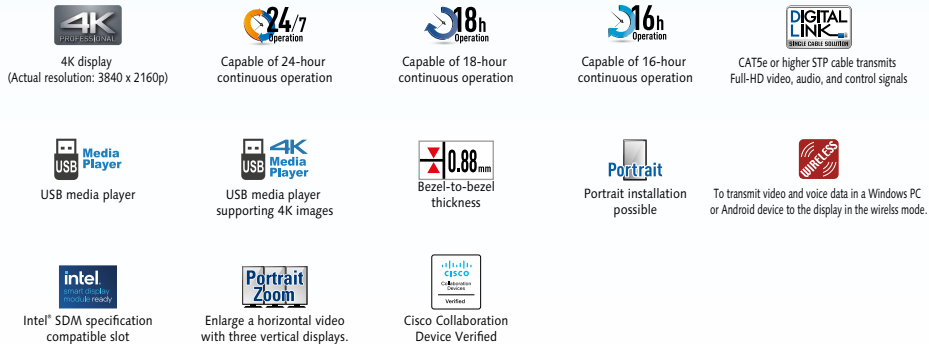 4K
PROFESSIONAL
4K display
(Actual resolution: 3840 x 2160p)
24/7
Operation
Capable of 24-hour
continuous operation
18h
Operation
Capable of 18-hour
continuous operation
16h
Operation
Capable of 16-hour
continuous operation
DIGITAL
LINK
SINGLE CABLE SOLUTION
CAT5e or higher STP cable transmits
Full-HD video, audio, and control signals
USB
Media
Player
USB media player
USB
4K
Media
Player
USB media player
supporting 4K images
0.88mm
Bezel-to-bezel
thickness
Portrait
Portrait installation
possible
WIRELESS
To transmit video and voice data in a Windows PC
or Android device to the display in the wirelss mode.
intel.
smart display
module ready
Intel® SDM specification
compatible slot
Portrait
Zoom
Enlarge a horizontal video
with three vertical displays.
CISCO
Collaboration
Devices
Verified
Cisco Collaboration
Device Verified